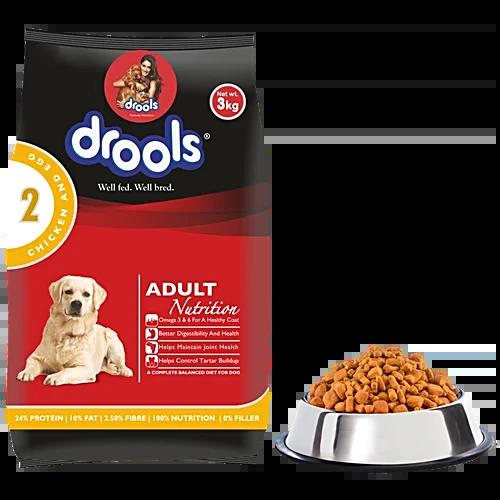 drools
Positively Nutritious
Net wt.
3kg
drools®
Well fed. Well bred.
2
CHICKEN AND EGG
ADULT
Nutrition
Omega 3 & 6 For A Healthy Coat
Better Digestibility And Health
Helps Maintain Joint Health
Helps Control Tartar Buildup
A COMPLETE BALANCED DIET FOR DOG
24% PROTEIN | 10% FAT | 2.50% FIBRE | 100% NUTRITION | 0% FILLER